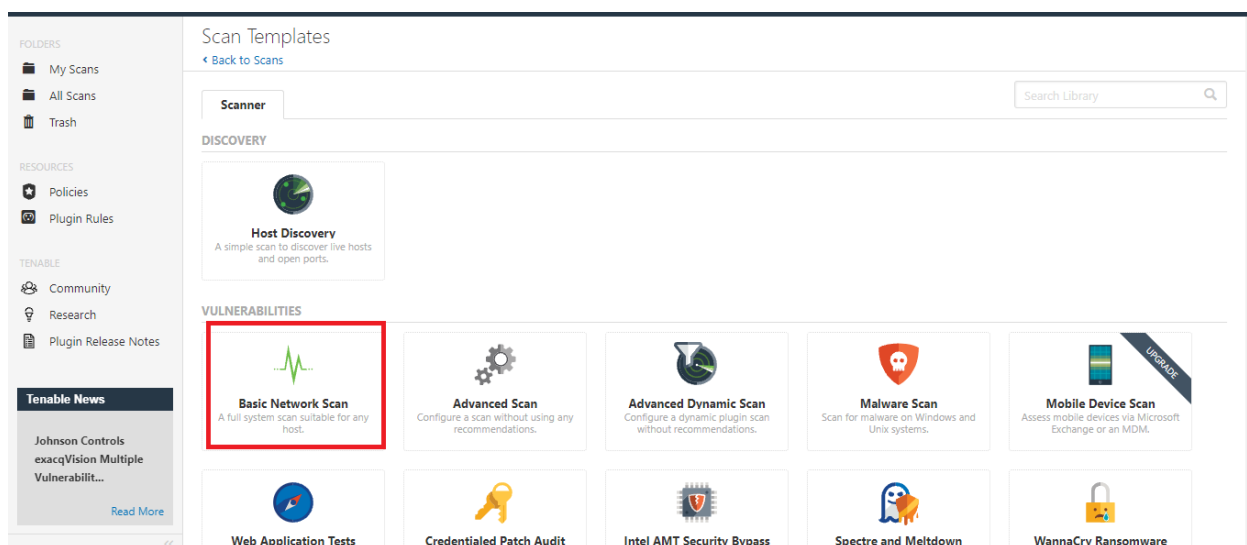 Scan Templates
Back to Scans
FOLDERS
My Scans
All Scans
Trash
RESOURCES
Policies
Plugin Rules
TENABLE
Community
Research
Plugin Release Notes
Tenable News
Johnson Controls
exacqVision Multiple
Vulnerabilit...
Read More
Scanner
Search Library
DISCOVERY
Host Discovery
A simple scan to discover live hosts
and open ports.
VULNERABILITIES
Basic Network Scan
A full system scan suitable for any
host.
Advanced Scan
Configure a scan without using any
recommendations.
Advanced Dynamic Scan
Configure a dynamic plugin scan
without recommendations.
Malware Scan
Scan for malware on Windows and
Unix systems.
UPGRADE
Mobile Device Scan
Assess mobile devices via Microsoft
Exchange or an MDM.
Web Application Tests
Credentialed Patch Audit
Intel AMT Security Bypass
Spectre and Meltdown
WannaCry Ransomware